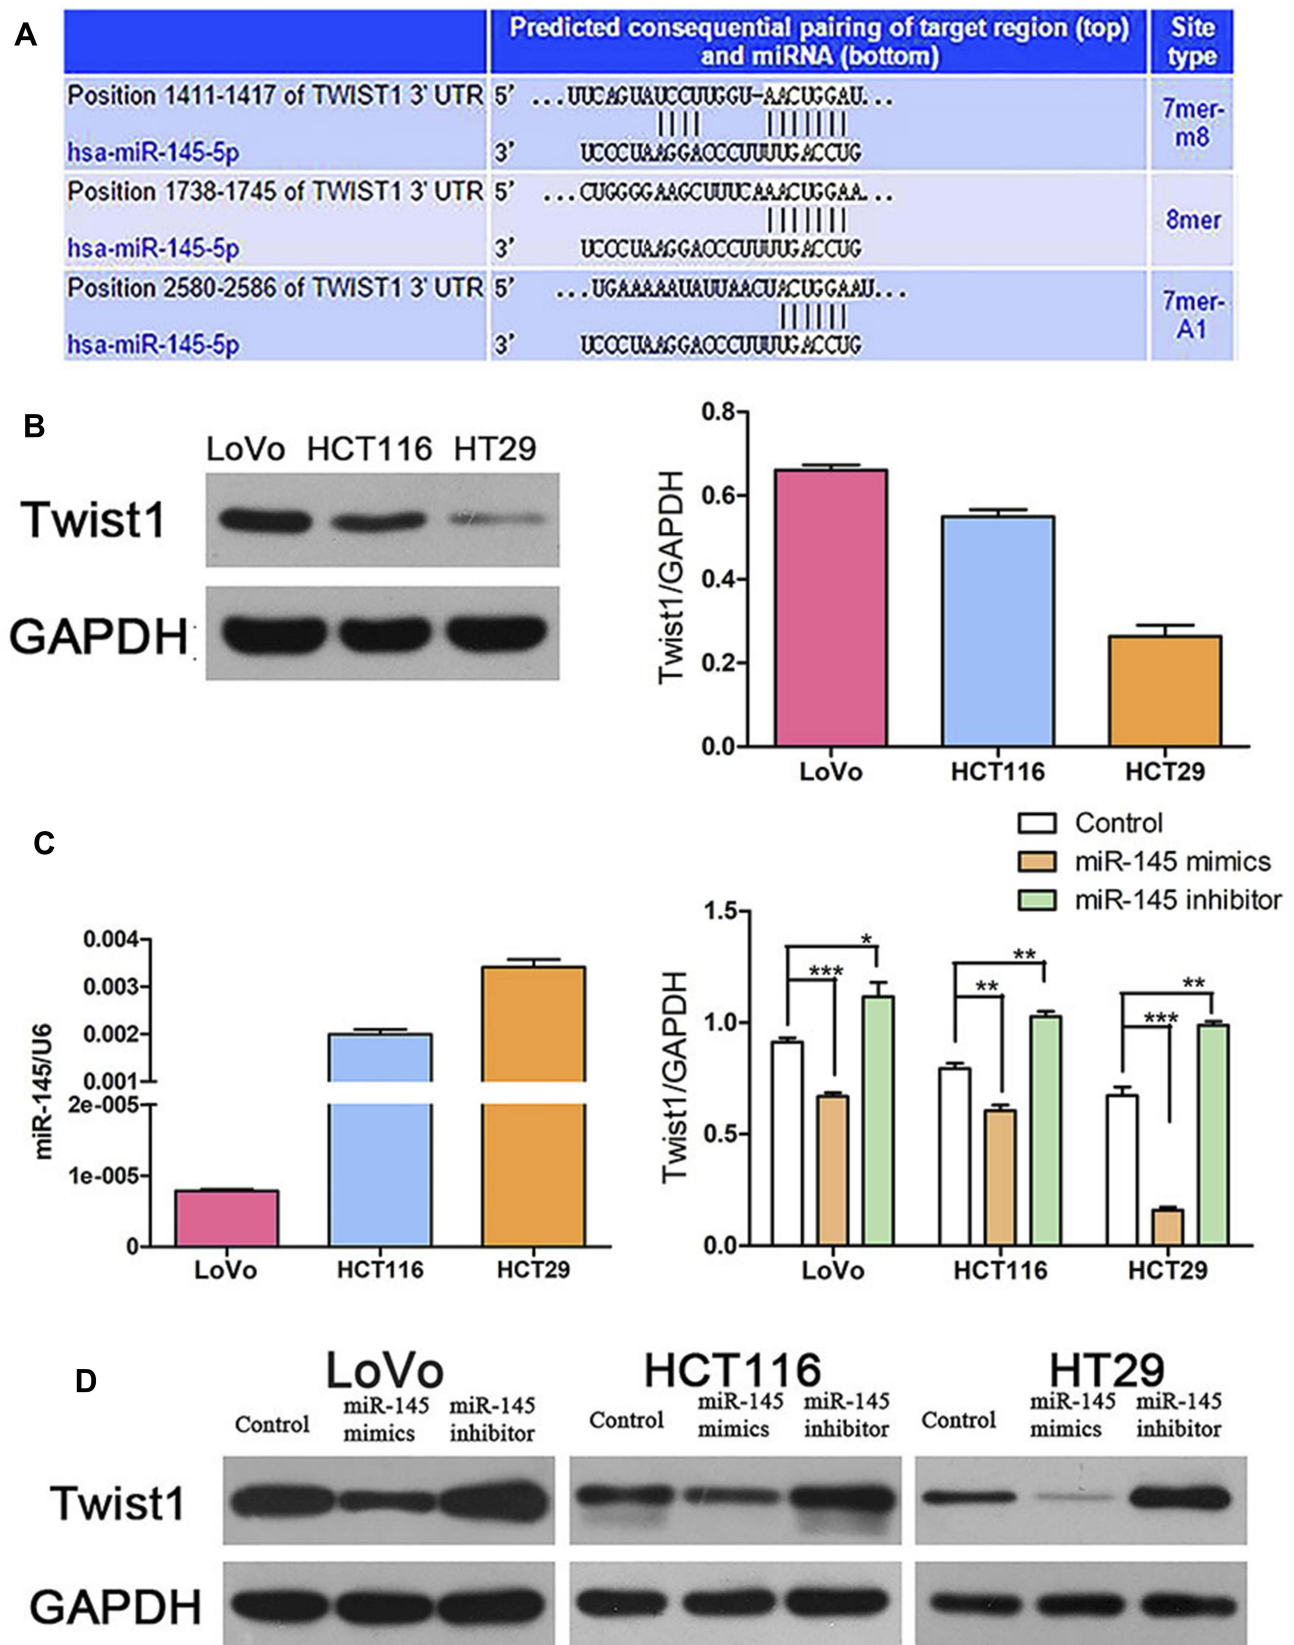 A
Predicted consequential pairing of target region (top)
and miRNA (bottom)
Site
type
Position 1411-1417 of TWIST1 3' UTR 5' ...UUCAGUAUCCUUGGU-AACUGGAU...
hsa-miR-145-5p 3' UCCCUAAGGACCCUUUUGACCUG
7mer-
m8
Position 1738-1745 of TWIST1 3' UTR 5' ...CUGGGGAAGCUUUCAAACUGGAA...
hsa-miR-145-5p 3' UCCCUAAGGACCCUUUUGACCUG
8mer
Position 2580-2586 of TWIST1 3' UTR 5' ...UGAAAAAUAUUAACUACUGGAAU...
hsa-miR-145-5p 3' UCCCUAAGGACCCUUUUGACCUG
7mer-
A1
B
LoVo HCT116 HT29
Twist1
GAPDH
Twist1/GAPDH
0.8
0.6
0.4
0.2
0.0
LoVo HCT116 HCT29
C
miR-145/U6
0.004
0.003
0.002
0.001
2e-005
1e-005
0
LoVo HCT116 HCT29
Control
miR-145 mimics
miR-145 inhibitor
Twist1/GAPDH
1.5
1.0
0.5
0.0
*** *
** **
*** **
LoVo HCT116 HCT29
D
LoVo HCT116 HT29
Control miR-145 mimics miR-145 inhibitor
Control miR-145 mimics miR-145 inhibitor
Control miR-145 mimics miR-145 inhibitor
Twist1
GAPDH